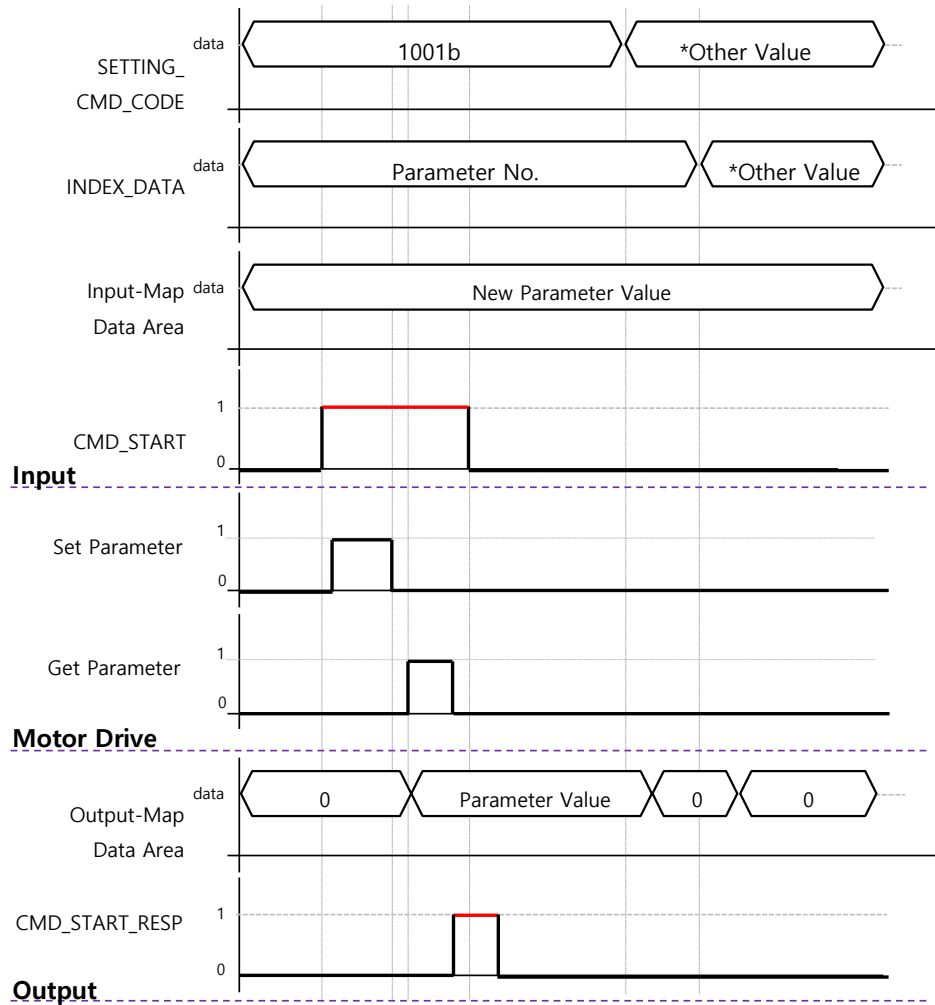 data
1001b
*Other Value
SETTING_
CMD_CODE
data
Parameter No.
*Other Value
INDEX_DATA
data
New Parameter Value
Input-Map
Data Area
1
CMD_START
0
Input
1
Set Parameter
0
1
Get Parameter
0
Motor Drive
data
0
Parameter Value
0
0
Output-Map
Data Area
1
CMD_START_RESP
0
Output